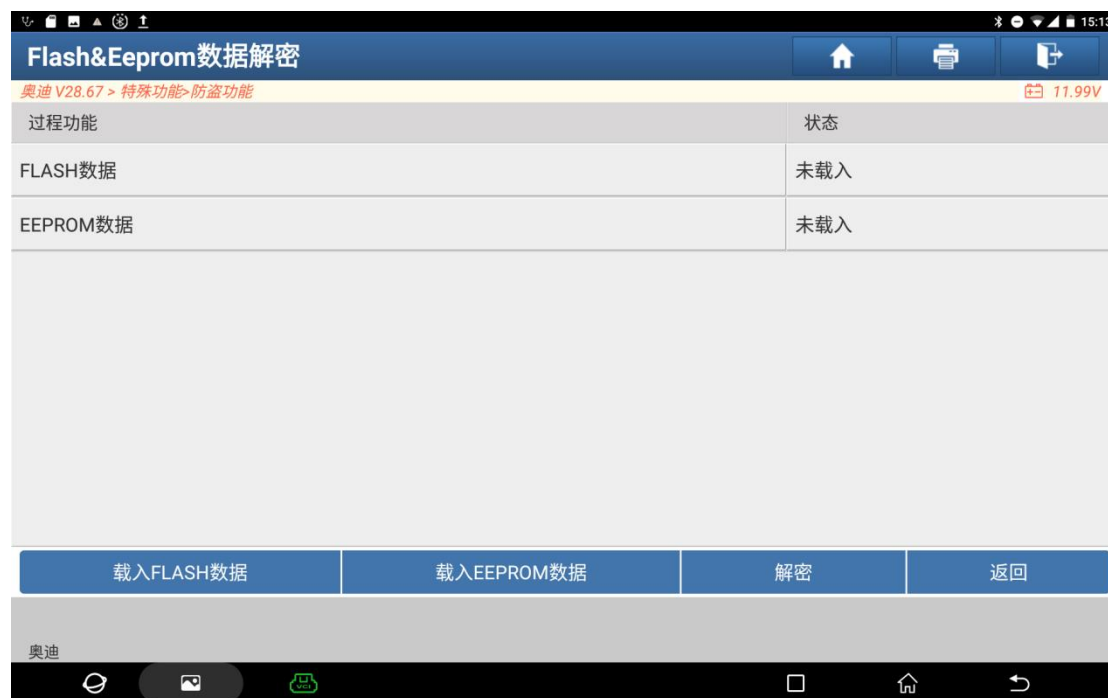 15:13
Flash&Eeprom数据解密
奥迪 V28.67 > 特殊功能>防盗功能
11.99V
过程功能 状态
FLASH数据 未载入
EEPROM数据 未载入
载入FLASH数据 载入EEPROM数据 解密 返回
奥迪
VCI